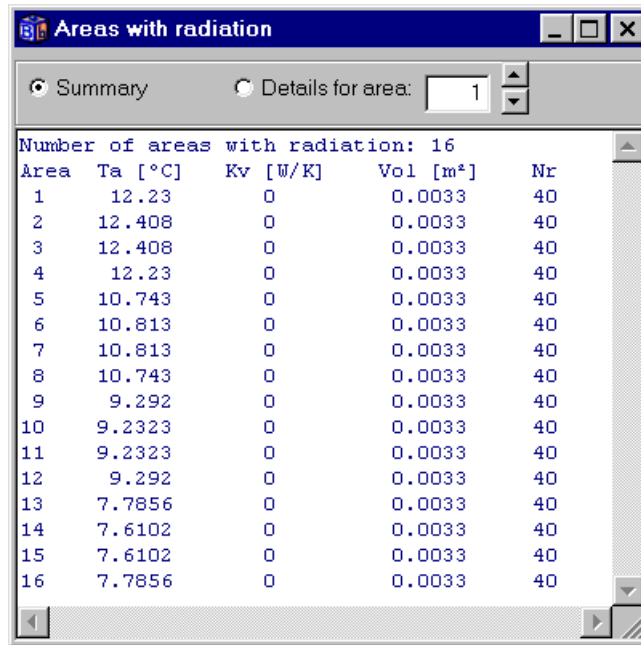 Areas with radiation
Summary Details for area: 1
Number of areas with radiation: 16
Area Ta [°C] Kv [W/K] Vol [m²] Nr
1 12.23 0 0.0033 40
2 12.408 0 0.0033 40
3 12.408 0 0.0033 40
4 12.23 0 0.0033 40
5 10.743 0 0.0033 40
6 10.813 0 0.0033 40
7 10.813 0 0.0033 40
8 10.743 0 0.0033 40
9 9.292 0 0.0033 40
10 9.2323 0 0.0033 40
11 9.2323 0 0.0033 40
12 9.292 0 0.0033 40
13 7.7856 0 0.0033 40
14 7.6102 0 0.0033 40
15 7.6102 0 0.0033 40
16 7.7856 0 0.0033 40